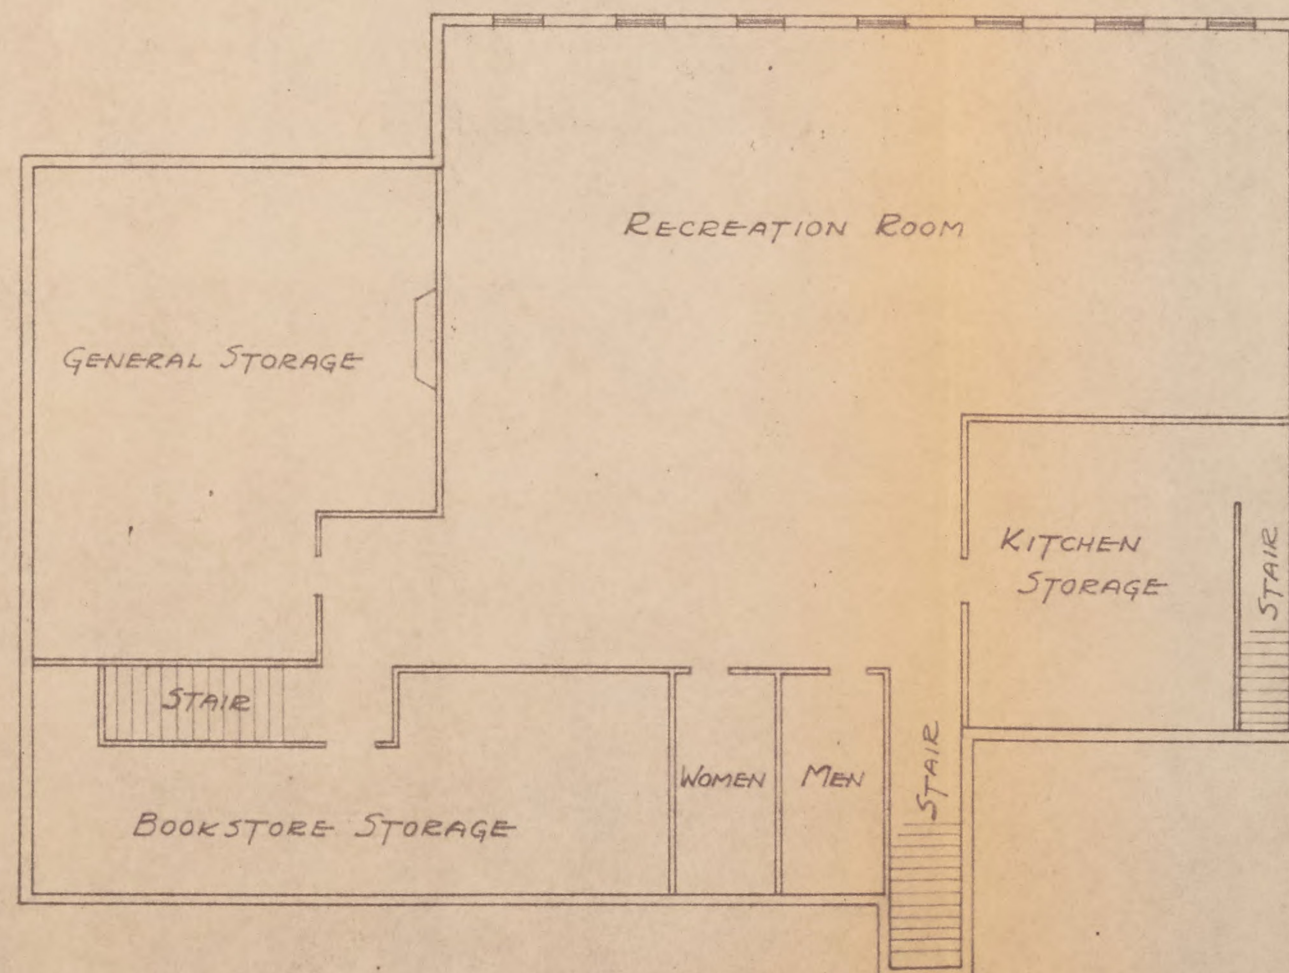 RECREATION ROOM
GENERAL STORAGE
KITCHEN
STORAGE
STAIR
STAIR
STAIR
WOMEN
MEN
BOOKSTORE STORAGE